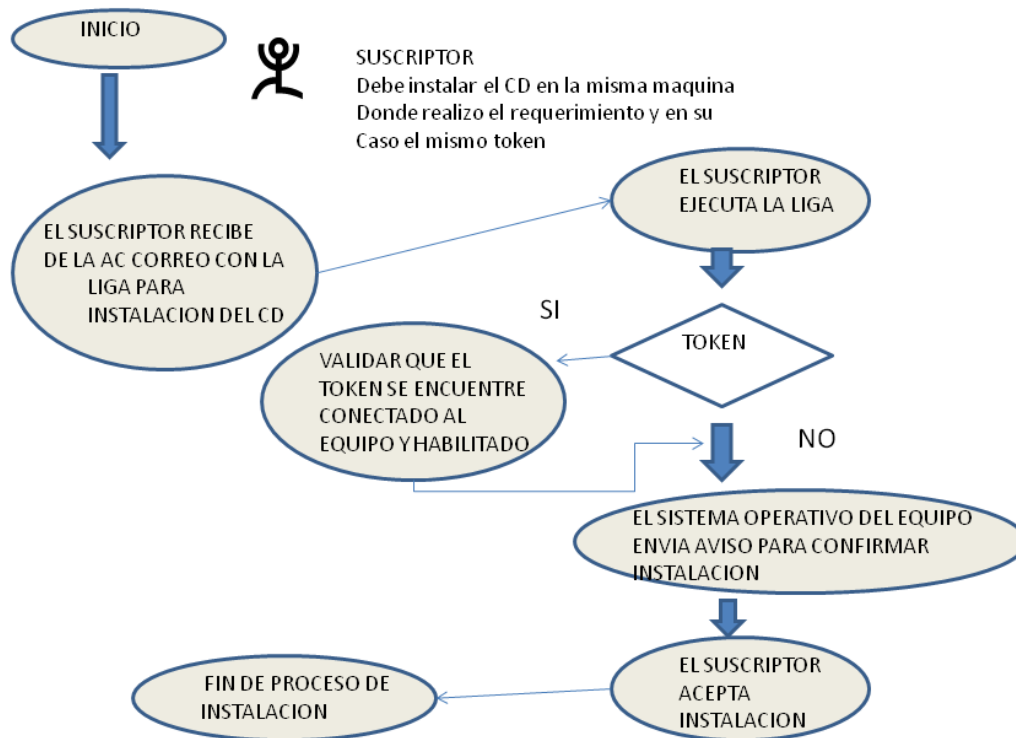 INICIO
SUSCRIPTOR
Debe instalar el CD en la misma maquina
Donde realizo el requerimiento y en su
Caso el mismo token
EL SUSCRIPTOR RECIBE
DE LA AC CORREO CON LA
LIGA PARA
INSTALACION DEL CD
EL SUSCRIPTOR
EJECUTA LA LIGA
TOKEN
SI
VALIDAR QUE EL
TOKEN SE ENCUENTRE
CONECTADO AL
EQUIPO Y HABILITADO
NO
EL SISTEMA OPERATIVO DEL EQUIPO
ENVIA AVISO PARA CONFIRMAR
INSTALACION
EL SUSCRIPTOR
ACEPTA
INSTALACION
FIN DE PROCESO DE
INSTALACION